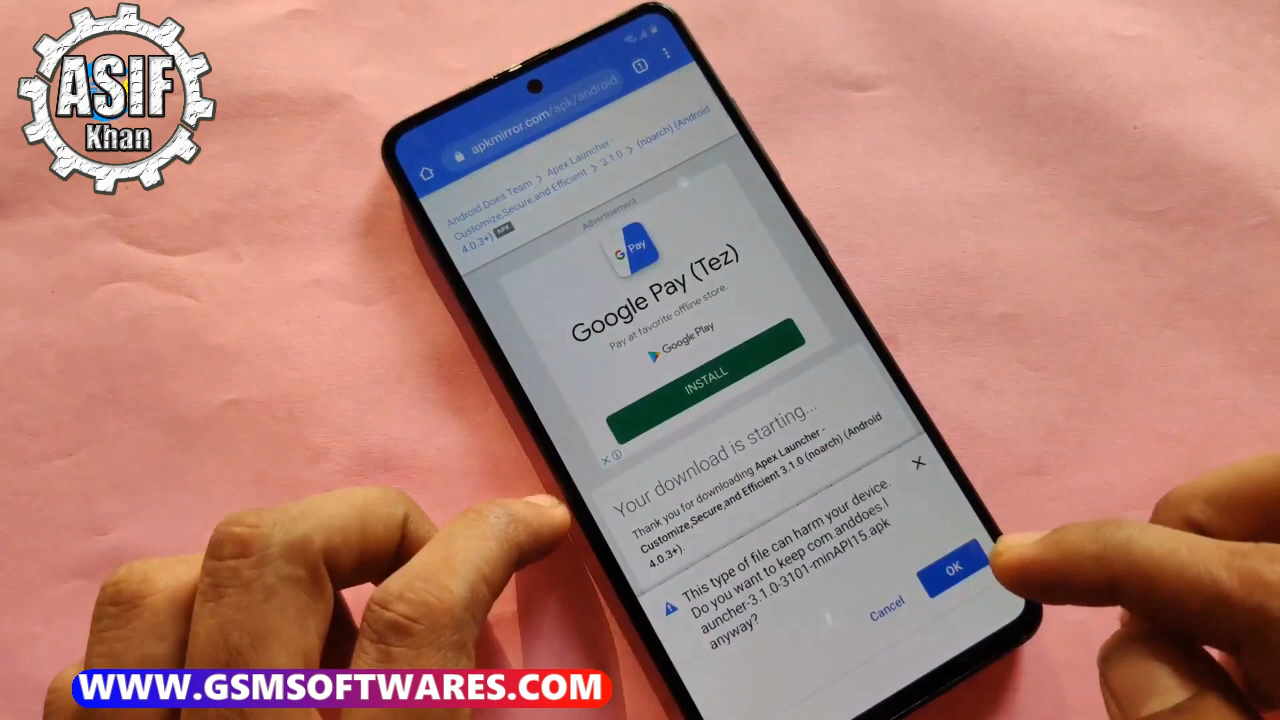 ASIF
Khan
1
apkmirror.com/apk/android
Android Does Team > Apex Launcher -
Customize,Secure,and Efficient > 3.1.0 > (noarch) (Android
4.0.3+) APK
Advertisement
G Pay
Google Pay (Tez)
Pay at favorite offline store.
Google Play
INSTALL
Your download is starting...
Thank you for downloading Apex Launcher -
Customize,Secure,and Efficient 3.1.0 (noarch) (Android
4.0.3+).
This type of file can harm your device.
Do you want to keep com.anddoes.l
auncher-3.1.0-3101-minAPI15.apk
anyway?
Cancel
OK
WWW.GSMSOFTWARES.COM